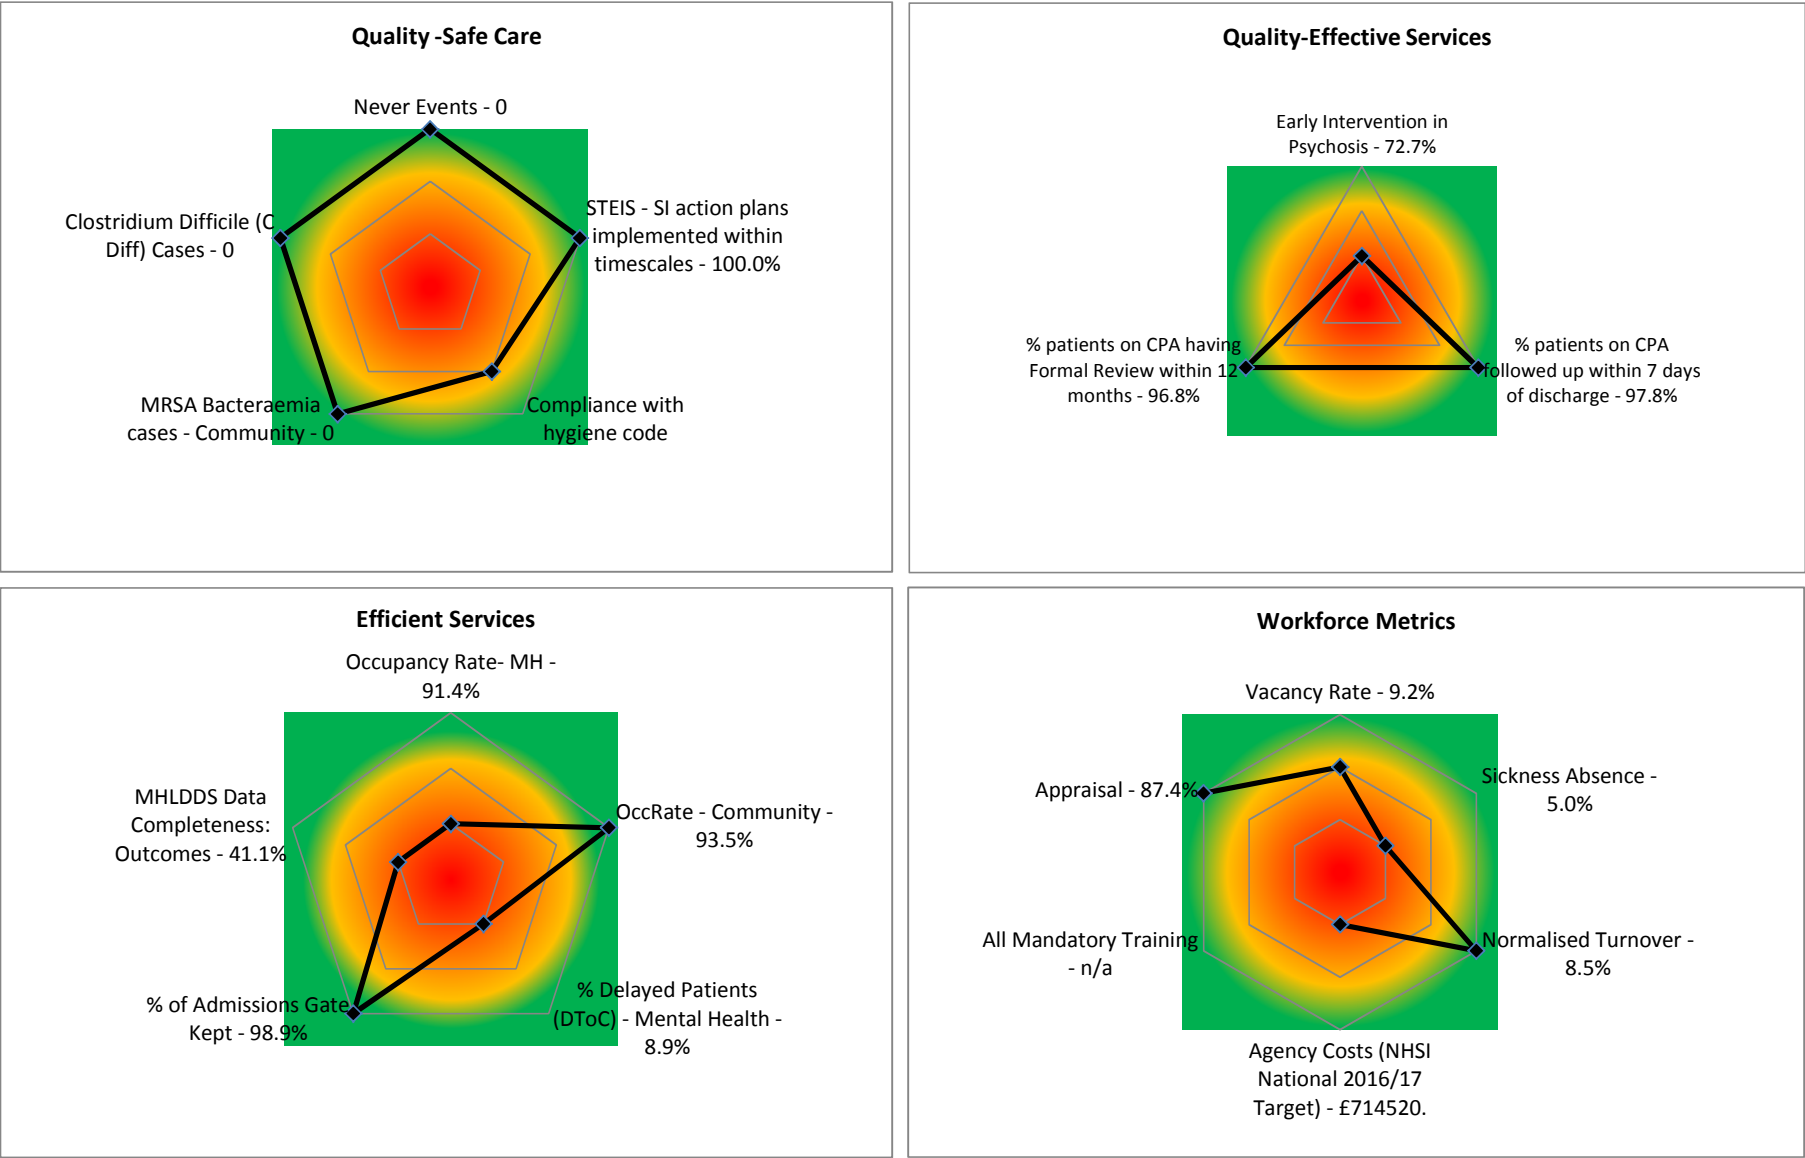 Quality -Safe Care
Never Events - 0
STEIS - SI action plans
implemented within
timescales - 100.0%
Compliance with
hygiene code
MRSA Bacteraemia
cases - Community - 0
Clostridium Difficile (C
Diff) Cases - 0
Quality-Effective Services
Early Intervention in
Psychosis - 72.7%
% patients on CPA
followed up within 7 days
of discharge - 97.8%
% patients on CPA having
Formal Review within 12
months - 96.8%
Efficient Services
Occupancy Rate- MH -
91.4%
OccRate - Community -
93.5%
% Delayed Patients
(DToC) - Mental Health -
8.9%
% of Admissions Gate
Kept - 98.9%
MHLDDS Data
Completeness:
Outcomes - 41.1%
Workforce Metrics
Vacancy Rate - 9.2%
Sickness Absence -
5.0%
Normalised Turnover -
8.5%
Agency Costs (NHSI
National 2016/17
Target) - £714520.
All Mandatory Training
- n/a
Appraisal - 87.4%